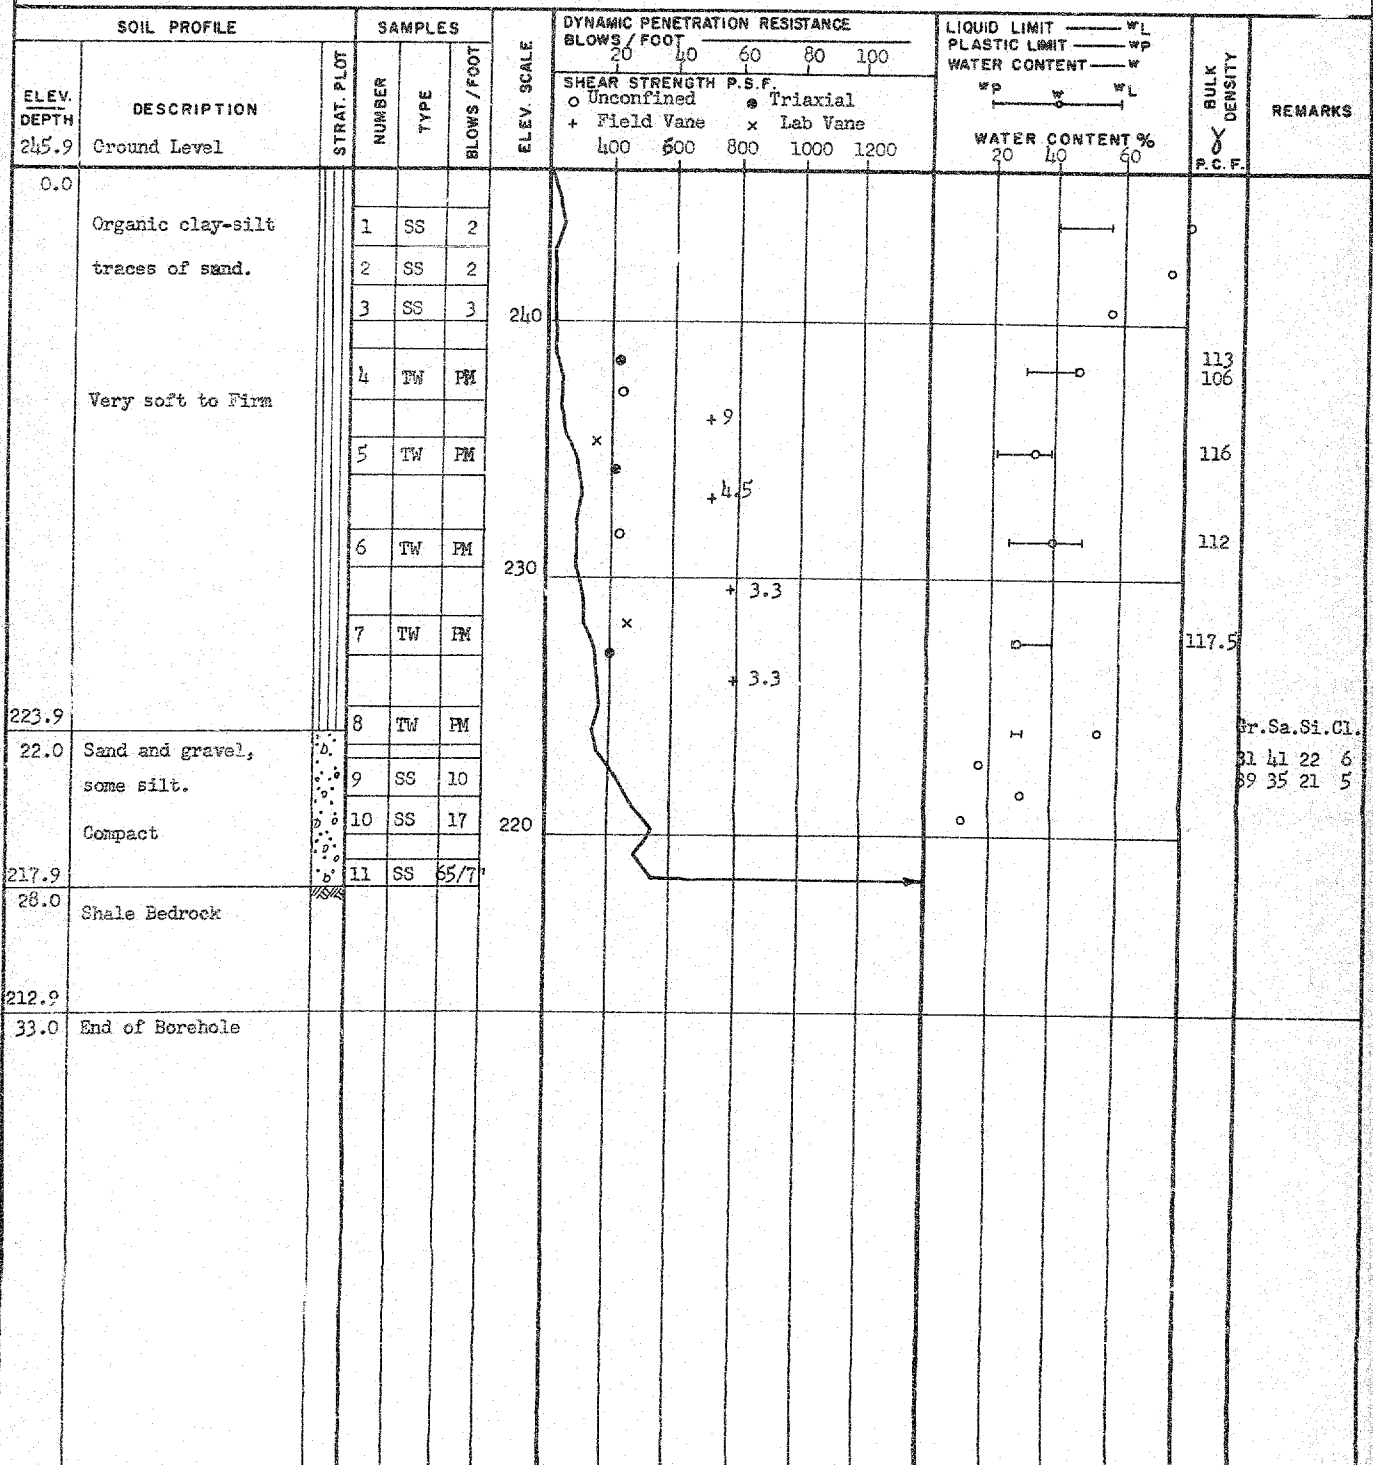 SOIL PROFILE
SAMPLES
ELEV. SCALE
DYNAMIC PENETRATION RESISTANCE
BLOWS / FOOT
20 40 60 80 100
SHEAR STRENGTH P.S.F.
o Unconfined ● Triaxial
+ Field Vane x Lab Vane
400 600 800 1000 1200
LIQUID LIMIT wL
PLASTIC LIMIT wP
WATER CONTENT w
wP w wL
WATER CONTENT %
20 40 60
BULK DENSITY
γ
P.C.F.
REMARKS
ELEV.
DEPTH
DESCRIPTION
STRAT. PLOT
NUMBER
TYPE
BLOWS / FOOT
245.9 Ground Level
0.0
Organic clay-silt
1 SS 2
traces of sand.
2 SS 2
3 SS 3
240
113
4 TW PM
106
Very soft to Firm
9
5 TW PM
116
4.5
6 TW PM
112
230
3.3
7 TW PM
117.5
3.3
223.9
8 TW PM
Gr.Sa.Si.Cl.
22.0 Sand and gravel,
31 41 22 6
some silt.
9 SS 10
39 35 21 5
10 SS 17
220
Compact
217.9
11 SS 65/7"
28.0
Shale Bedrock
212.9
33.0 End of Borehole